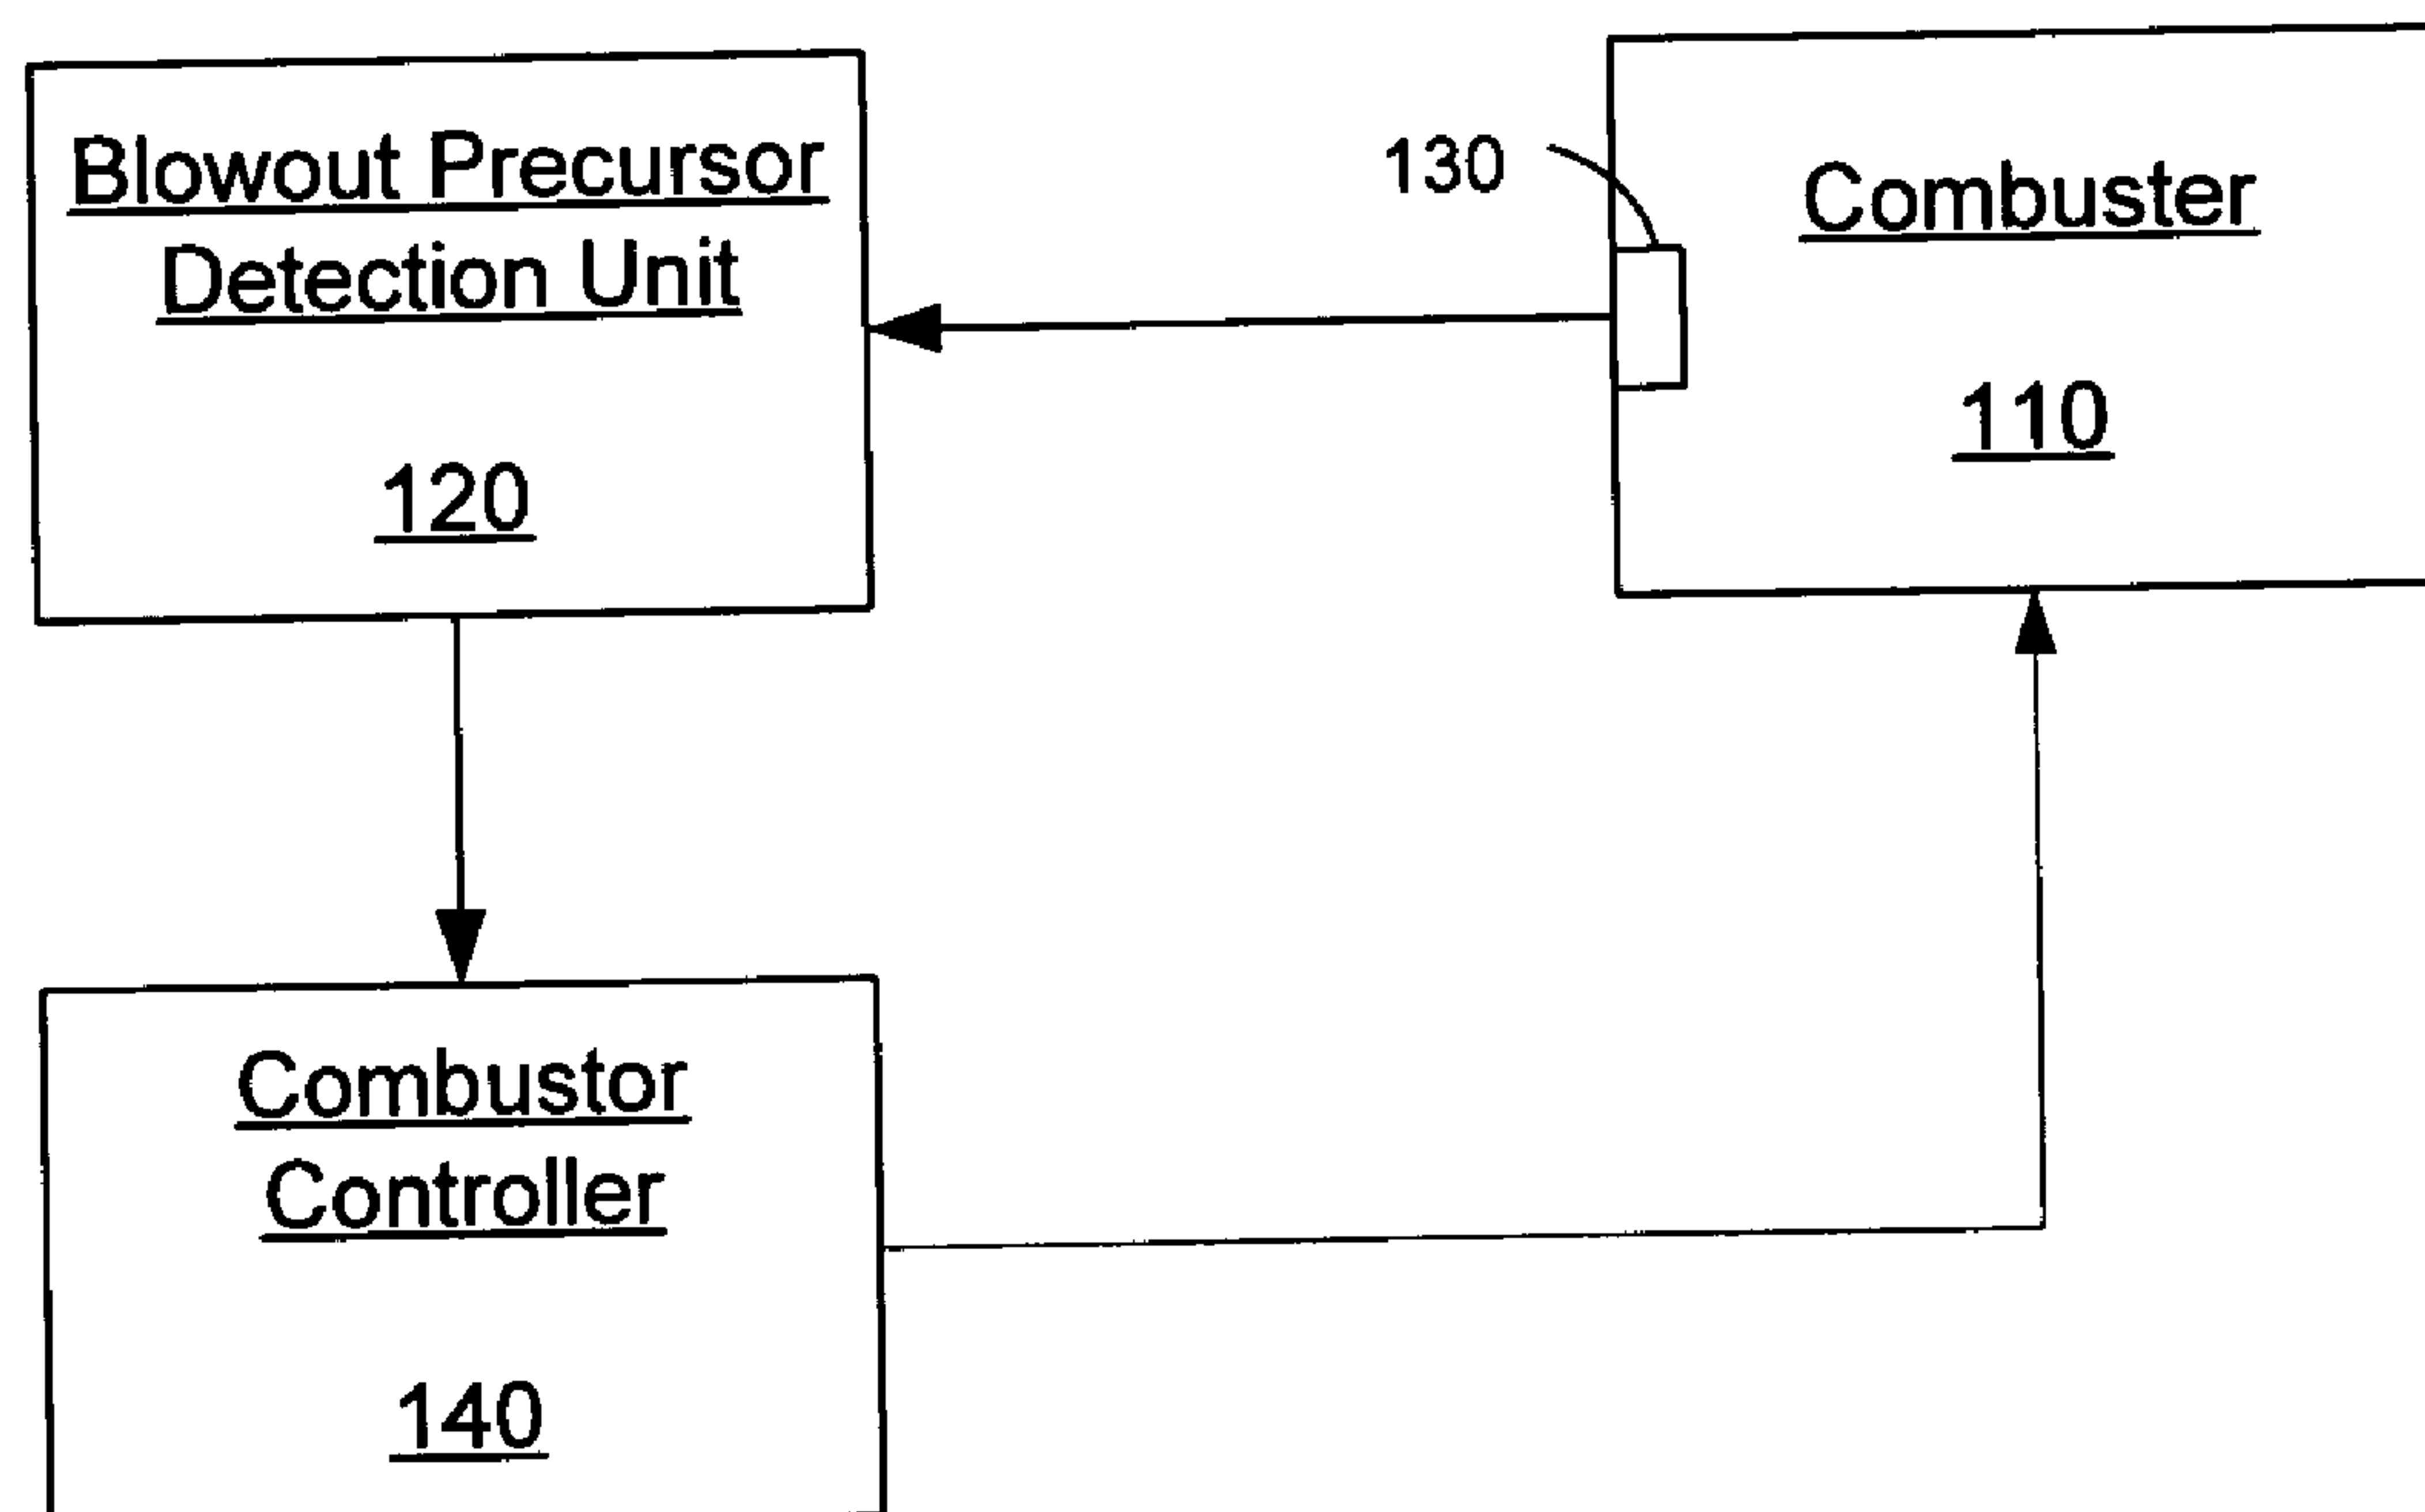 Blowout Precursor
Detection Unit
120
130
Combuster
110
Combustor
Controller
140